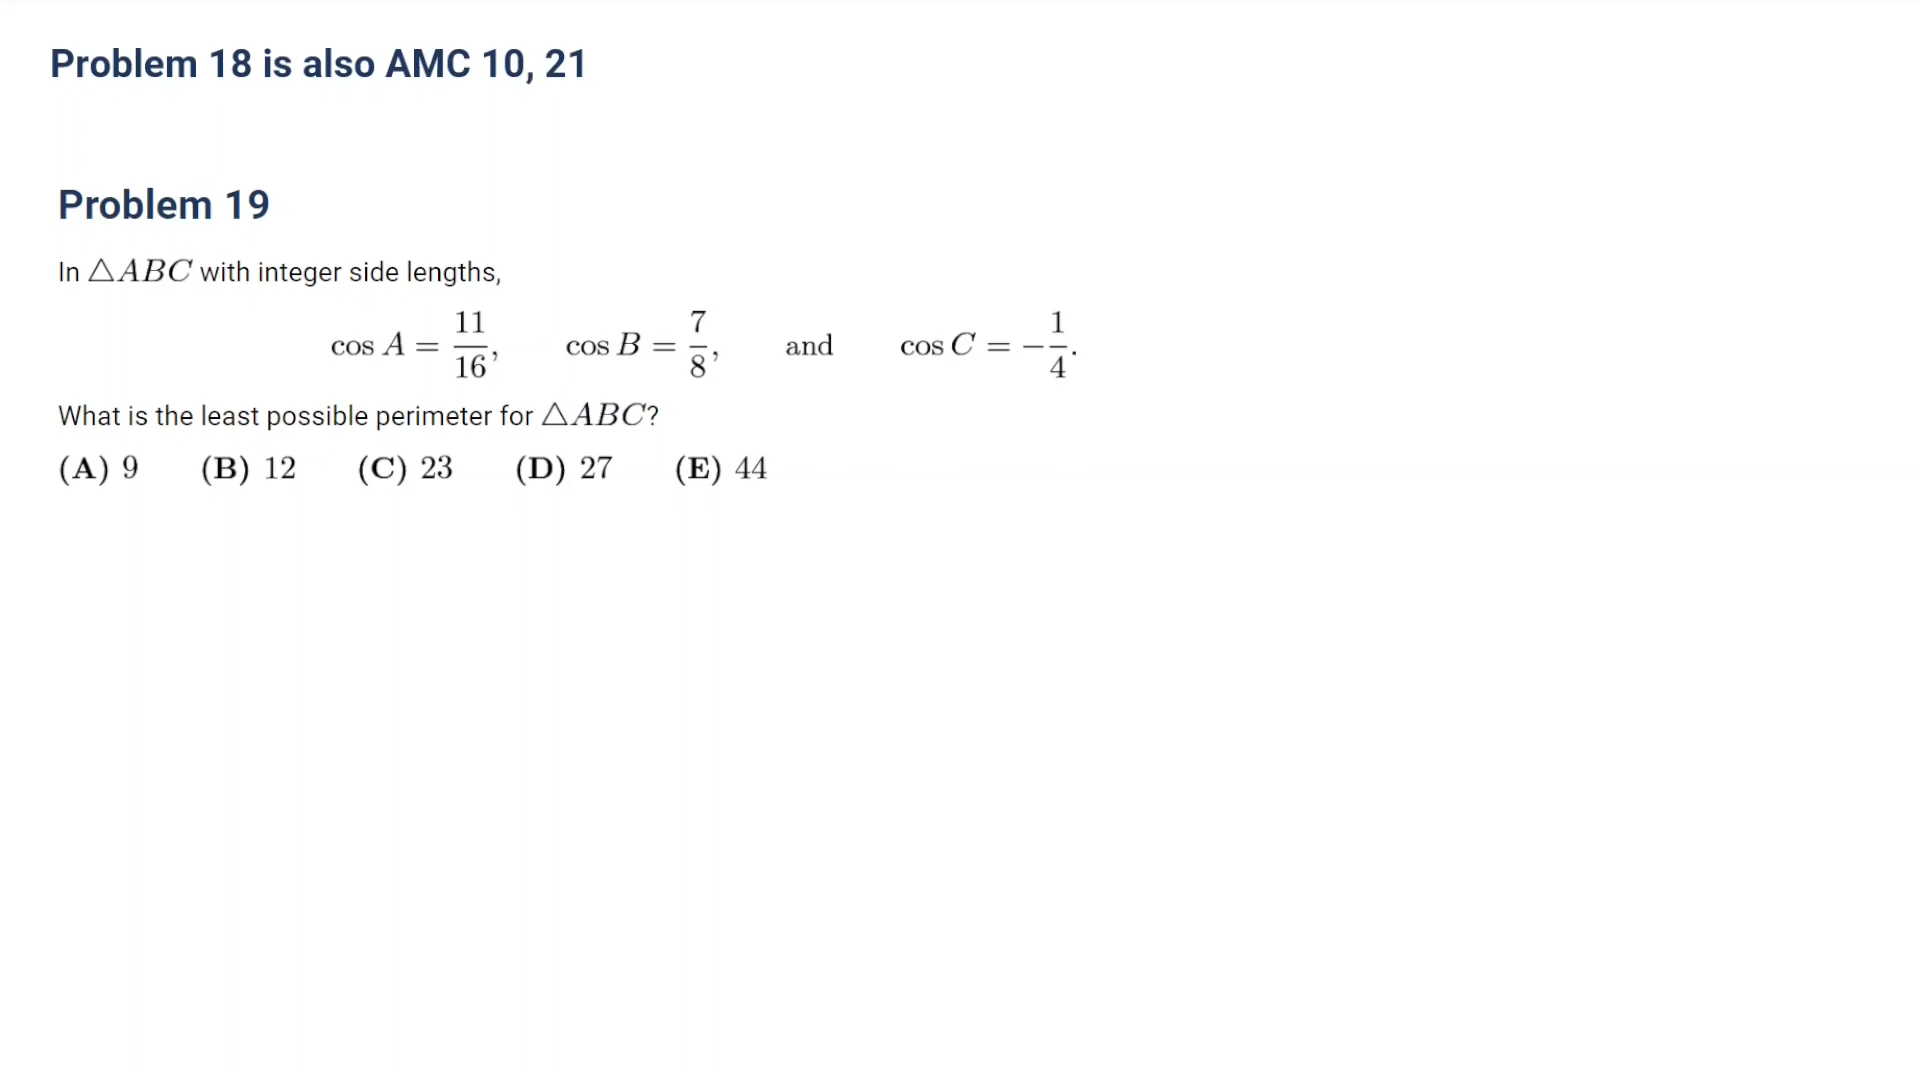 Problem 18 is also AMC 10, 21
Problem 19
In △ABC with integer side lengths,
cos A = 11/16, cos B = 7/8, and cos C = −1/4.
What is the least possible perimeter for △ABC?
(A) 9 (B) 12 (C) 23 (D) 27 (E) 44